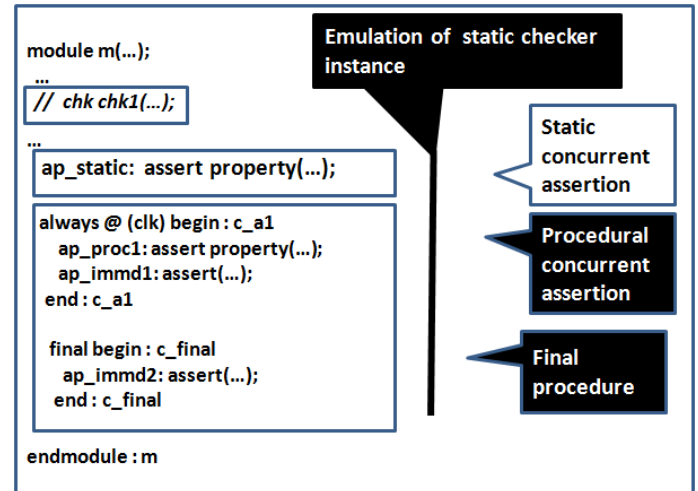 Emulation of static checker
instance
module m(...);
...
// chk chk1(...);
...
ap_static: assert property(...);
Static
concurrent
assertion
always @ (clk) begin : c_a1
ap_proc1: assert property(...);
ap_immd1: assert(...);
end : c_a1
Procedural
concurrent
assertion
final begin : c_final
ap_immd2: assert(...);
end : c_final
Final
procedure
endmodule : m